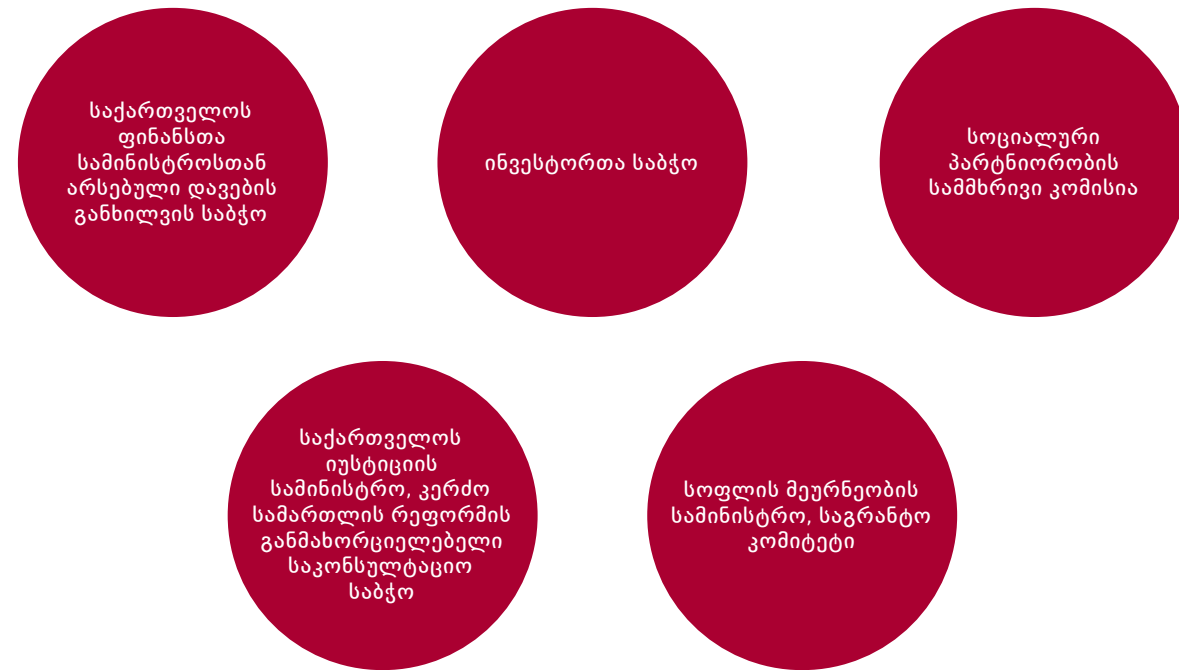 საქართველოს
ფინანსთა
სამინისტროსთან
არსებული დავების
განხილვის საბჭო
ინვესტორთა საბჭო
სოციალური
პარტნიორობის
სამმხრივი კომისია
საქართველოს
იუსტიციის
სამინისტრო, კერძო
სამართლის რეფორმის
განმახორციელებელი
საკონსულტაციო
საბჭო
სოფლის მეურნეობის
სამინისტრო, საგრანტო
კომიტეტი